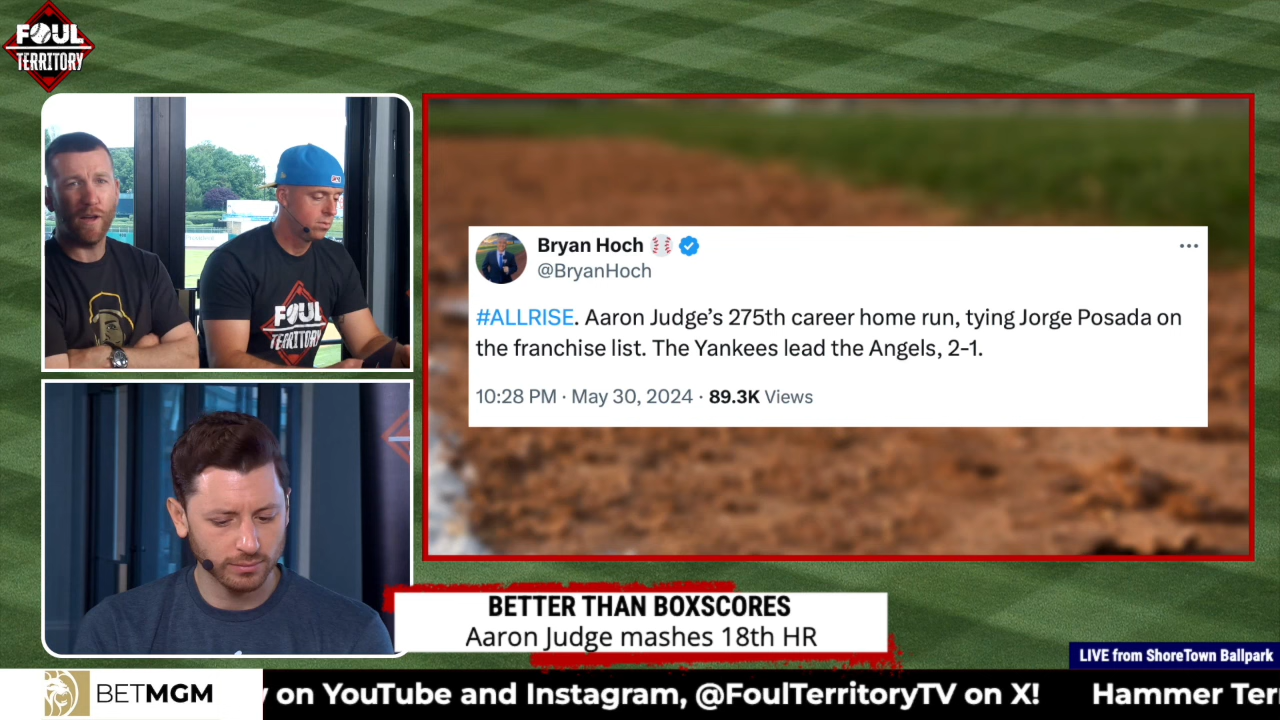 FOUL
TERRITORY
FOUL
TERRITORY
Bryan Hoch
@BryanHoch
#ALLRISE. Aaron Judge’s 275th career home run, tying Jorge Posada on
the franchise list. The Yankees lead the Angels, 2-1.
10:28 PM · May 30, 2024 · 89.3K Views
BETTER THAN BOXSCORES
Aaron Judge mashes 18th HR
LIVE from ShoreTown Ballpark
BETMGM
on YouTube and Instagram, @FoulTerritoryTV on X! Hammer